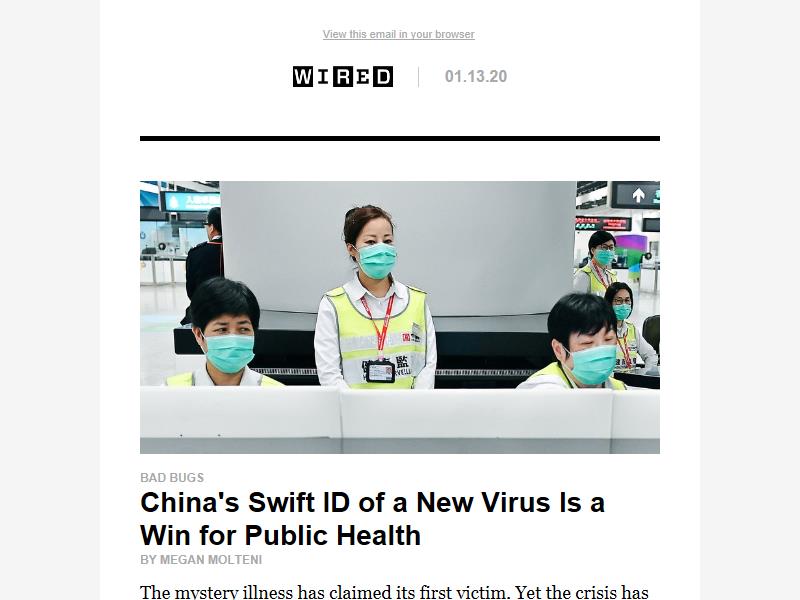 View this email in your browser
WIRED
01.13.20
BAD BUGS
China's Swift ID of a New Virus Is a
Win for Public Health
BY MEGAN MOLTENI
The mystery illness has claimed its first victim. Yet the crisis has